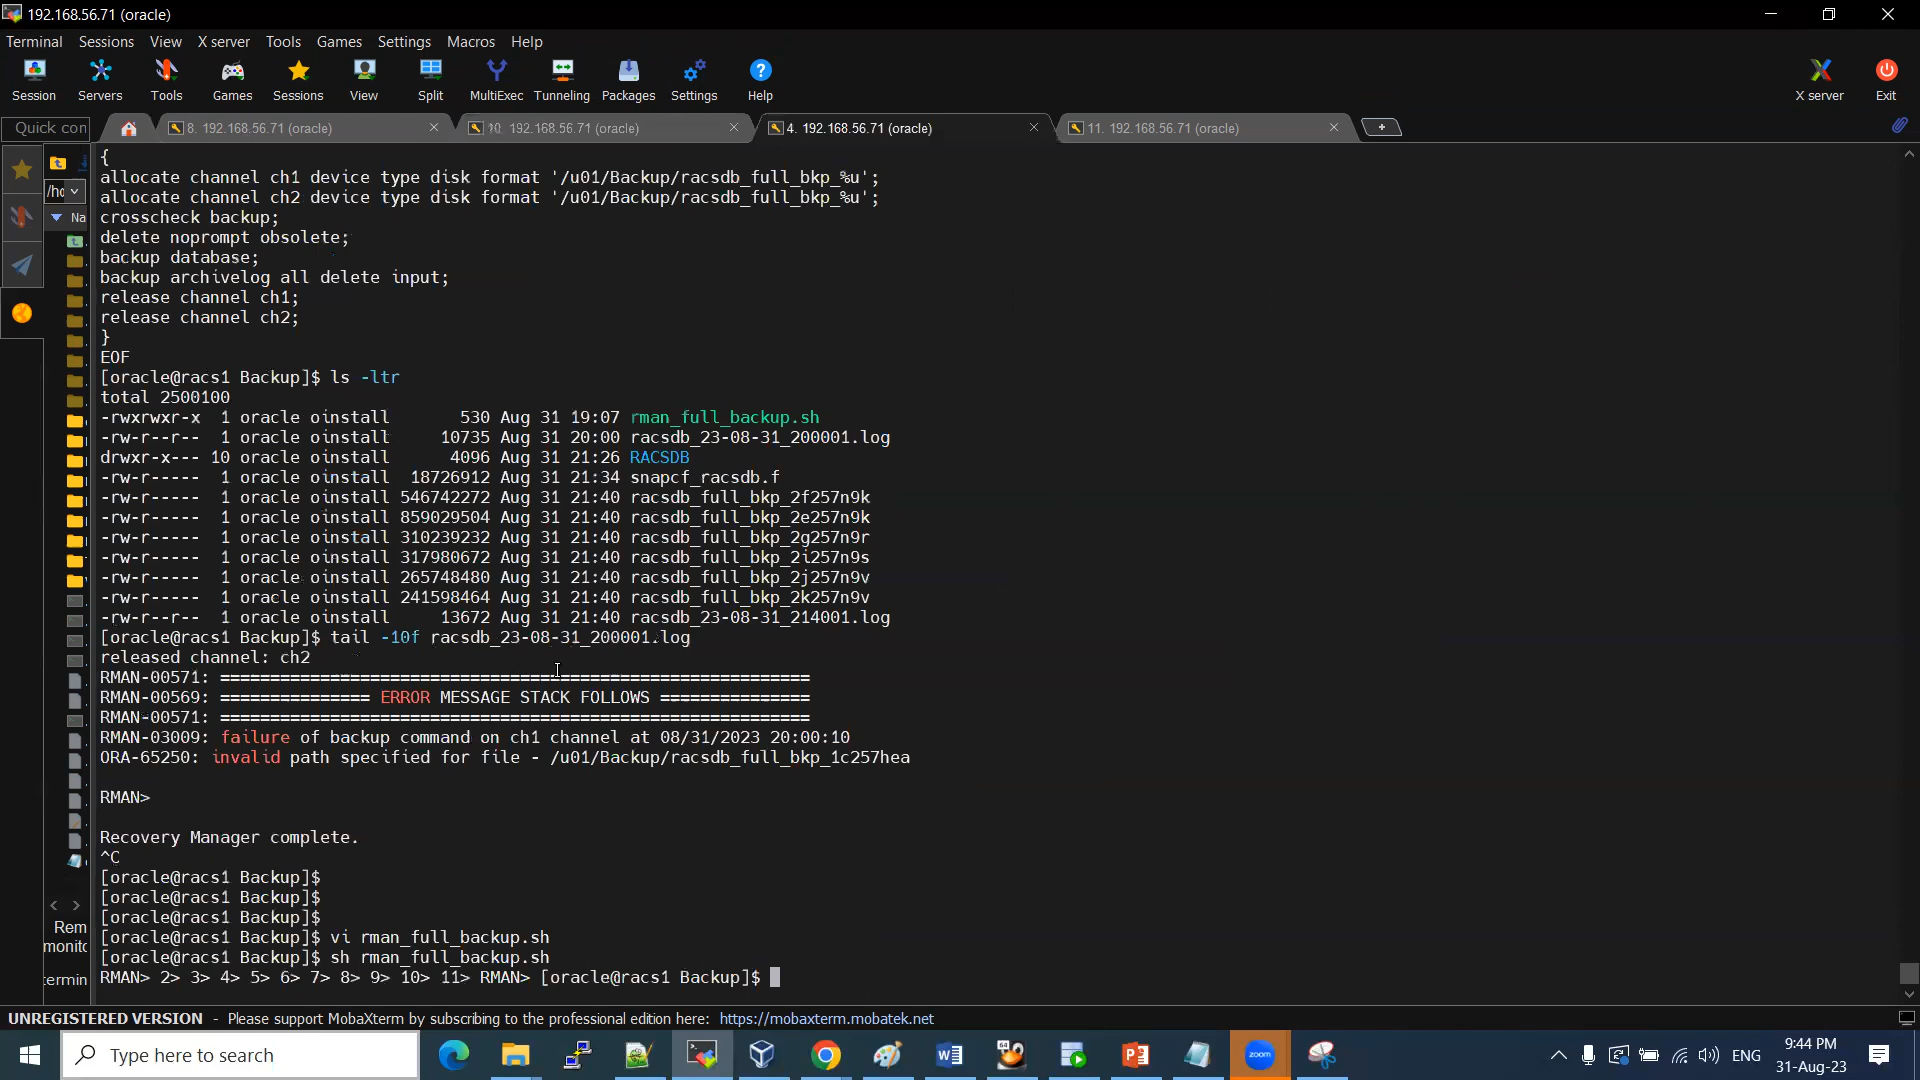 192.168.56.71 (oracle)
Terminal Sessions View X server Tools Games Settings Macros Help
Session Servers Tools Games Sessions View Split MultiExec Tunneling Packages Settings Help X server Exit
Quick con 8. 192.168.56.71 (oracle) 10. 192.168.56.71 (oracle) 4. 192.168.56.71 (oracle) 11. 192.168.56.71 (oracle)
{
allocate channel ch1 device type disk format '/u01/Backup/racsdb_full_bkp_%u';
allocate channel ch2 device type disk format '/u01/Backup/racsdb_full_bkp_%u';
crosscheck backup;
delete noprompt obsolete;
backup database;
backup archivelog all delete input;
release channel ch1;
release channel ch2;
}
EOF
[oracle@racs1 Backup]$ ls -ltr
total 2500100
-rwxrwxr-x 1 oracle oinstall 530 Aug 31 19:07 rman_full_backup.sh
-rw-r--r-- 1 oracle oinstall 10735 Aug 31 20:00 racsdb_23-08-31_200001.log
drwxr-x--- 10 oracle oinstall 4096 Aug 31 21:26 RACSDB
-rw-r----- 1 oracle oinstall 18726912 Aug 31 21:34 snapcf_racsdb.f
-rw-r----- 1 oracle oinstall 546742272 Aug 31 21:40 racsdb_full_bkp_2f257n9k
-rw-r----- 1 oracle oinstall 859029504 Aug 31 21:40 racsdb_full_bkp_2e257n9k
-rw-r----- 1 oracle oinstall 310239232 Aug 31 21:40 racsdb_full_bkp_2g257n9r
-rw-r----- 1 oracle oinstall 317980672 Aug 31 21:40 racsdb_full_bkp_2i257n9s
-rw-r----- 1 oracle oinstall 265748480 Aug 31 21:40 racsdb_full_bkp_2j257n9v
-rw-r----- 1 oracle oinstall 241598464 Aug 31 21:40 racsdb_full_bkp_2k257n9v
-rw-r--r-- 1 oracle oinstall 13672 Aug 31 21:40 racsdb_23-08-31_214001.log
[oracle@racs1 Backup]$ tail -10f racsdb_23-08-31_200001.log
released channel: ch2
RMAN-00571: ===========================================================
RMAN-00569: =============== ERROR MESSAGE STACK FOLLOWS ===============
RMAN-00571: ===========================================================
RMAN-03009: failure of backup command on ch1 channel at 08/31/2023 20:00:10
ORA-65250: invalid path specified for file - /u01/Backup/racsdb_full_bkp_1c257hea
RMAN>
Recovery Manager complete.
^C
[oracle@racs1 Backup]$
[oracle@racs1 Backup]$
[oracle@racs1 Backup]$
[oracle@racs1 Backup]$ vi rman_full_backup.sh
[oracle@racs1 Backup]$ sh rman_full_backup.sh
RMAN> 2> 3> 4> 5> 6> 7> 8> 9> 10> 11> RMAN> [oracle@racs1 Backup]$
/ho
Na
Rem
monito
termin
UNREGISTERED VERSION - Please support MobaXterm by subscribing to the professional edition here: https://mobaxterm.mobatek.net
Type here to search
zoom
ENG
9:44 PM
31-Aug-23